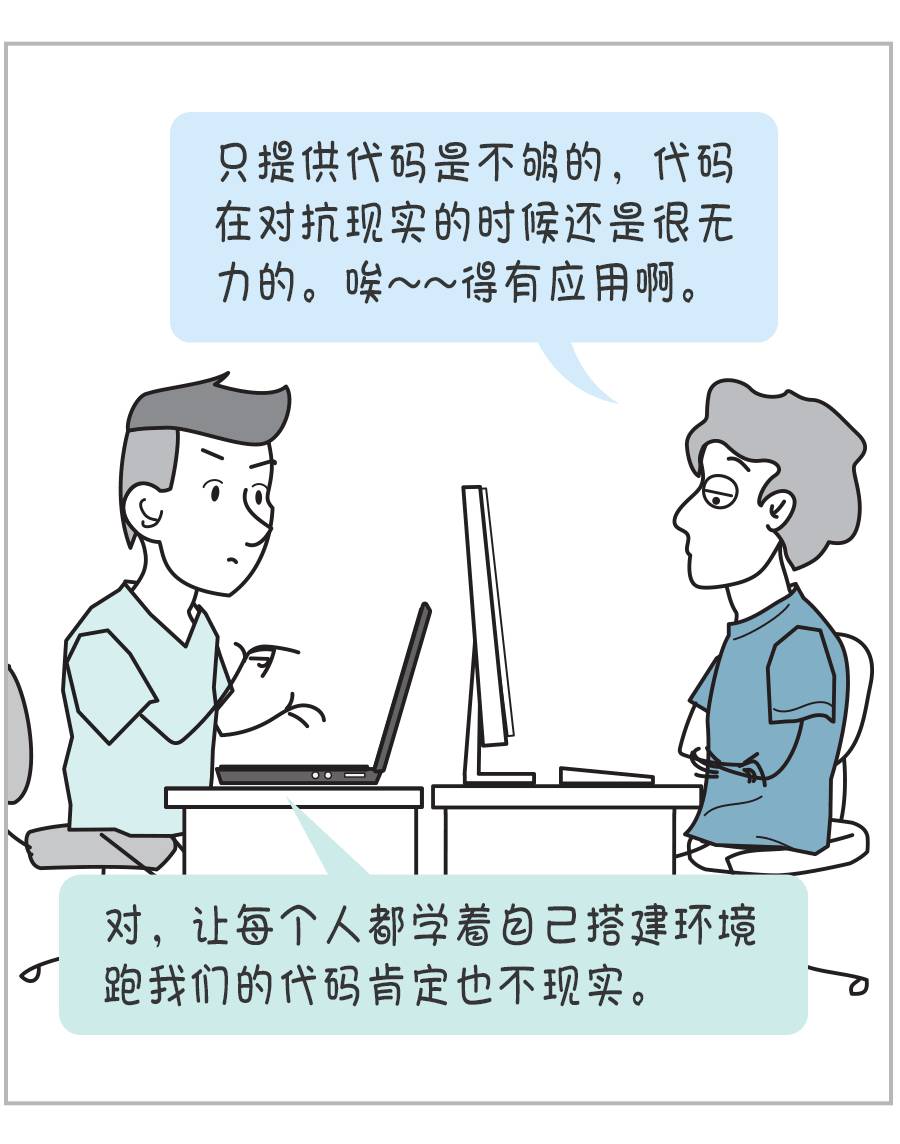 只提供代码是不够的，代码
在对抗现实的时候还是很无
力的。唉～～得有应用啊。
对，让每个人都学着自己搭建环境
跑我们的代码肯定也不现实。